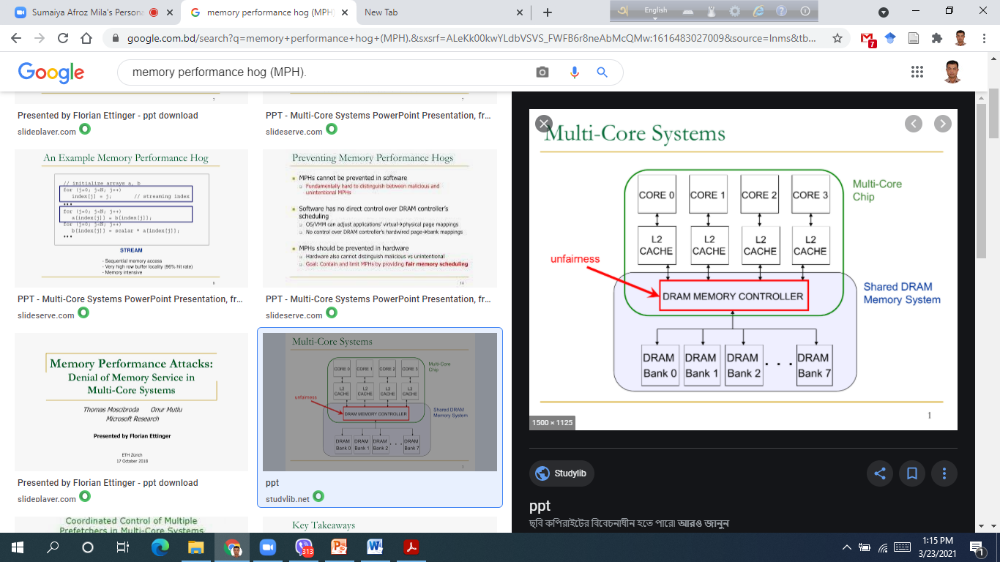 Sumaiya Afroz Mila's Persona
memory performance hog (MPH)
New Tab
English
google.com.bd/search?q=memory+performance+hog+(MPH).&sxsrf=ALeKk00kwYLdbVSVS_FWFB6r8neAbMcQMw:1616483027009&source=lnms&tb...
7
Google
memory performance hog (MPH).
Presented by Florian Ettinger - ppt download
slideplayer.com
PPT - Multi-Core Systems PowerPoint Presentation, fr...
slideserve.com
An Example Memory Performance Hog
// initialize arrays a, b
for (j=0; j<N; j++)
index[j] = j; // streaming index
...
for (j=0; j<N; j++)
a[index[j]] = b[index[j]];
for (j=0; j<N; j++)
b[index[j]] = scalar * a[index[j]];
...
STREAM
- Sequential memory access
- Very high row buffer locality (96% hit rate)
- Memory intensive
PPT - Multi-Core Systems PowerPoint Presentation, fr...
slideserve.com
Preventing Memory Performance Hogs
MPHs cannot be prevented in software
Fundamentally hard to distinguish between malicious and
unintentional MPHs
Software has no direct control over DRAM controller's
scheduling
OS/VMM can adjust applications' virtual→physical page mappings
No control over DRAM controller's hardwired page→bank mappings
MPHs should be prevented in hardware
Hardware also cannot distinguish malicious vs unintentional
Goal: Contain and limit MPHs by providing fair memory scheduling
14
PPT - Multi-Core Systems PowerPoint Presentation, fr...
slideserve.com
Memory Performance Attacks:
Denial of Memory Service in
Multi-Core Systems
Thomas Moscibroda Onur Mutlu
Microsoft Research
Presented by Florian Ettinger
ETH Zürich
17 October 2018
Presented by Florian Ettinger - ppt download
slideplayer.com
Multi-Core Systems
CORE 0 CORE 1 CORE 2 CORE 3
Multi-Core
Chip
L2 CACHE L2 CACHE L2 CACHE L2 CACHE
unfairness
DRAM MEMORY CONTROLLER
Shared DRAM
Memory System
DRAM DRAM DRAM DRAM
Bank 0 Bank 1 Bank 2 . . . Bank 7
1
ppt
studylib.net
Coordinated Control of Multiple
Prefetchers in Multi-Core Systems
Key Takeaways
Multi-Core Systems
CORE 0 CORE 1 CORE 2 CORE 3
Multi-Core
Chip
L2 L2 L2 L2
CACHE CACHE CACHE CACHE
unfairness
DRAM MEMORY CONTROLLER
Shared DRAM
Memory System
DRAM DRAM DRAM DRAM
Bank 0 Bank 1 Bank 2 . . . Bank 7
1
1500 × 1125
Studylib
ppt
ছবি কপিরাইটের বিবেচনাধীন হতে পারে। আরও জানুন
313
1:15 PM
3/23/2021
1